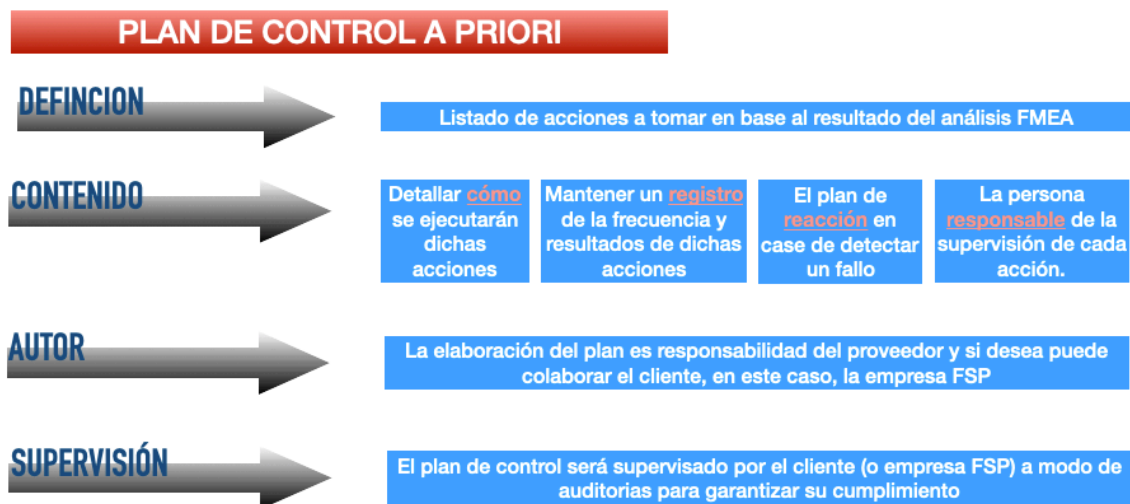 PLAN DE CONTROL A PRIORI
DEFINCION
Listado de acciones a tomar en base al resultado del análisis FMEA
CONTENIDO
Detallar cómo
se ejecutarán
dichas
acciones
Mantener un registro
de la frecuencia y
resultados de dichas
acciones
El plan de
reacción en
case de detectar
un fallo
La persona
responsable de la
supervisión de cada
acción.
AUTOR
La elaboración del plan es responsabilidad del proveedor y si desea puede
colaborar el cliente, en este caso, la empresa FSP
SUPERVISIÓN
El plan de control será supervisado por el cliente (o empresa FSP) a modo de
auditorias para garantizar su cumplimiento